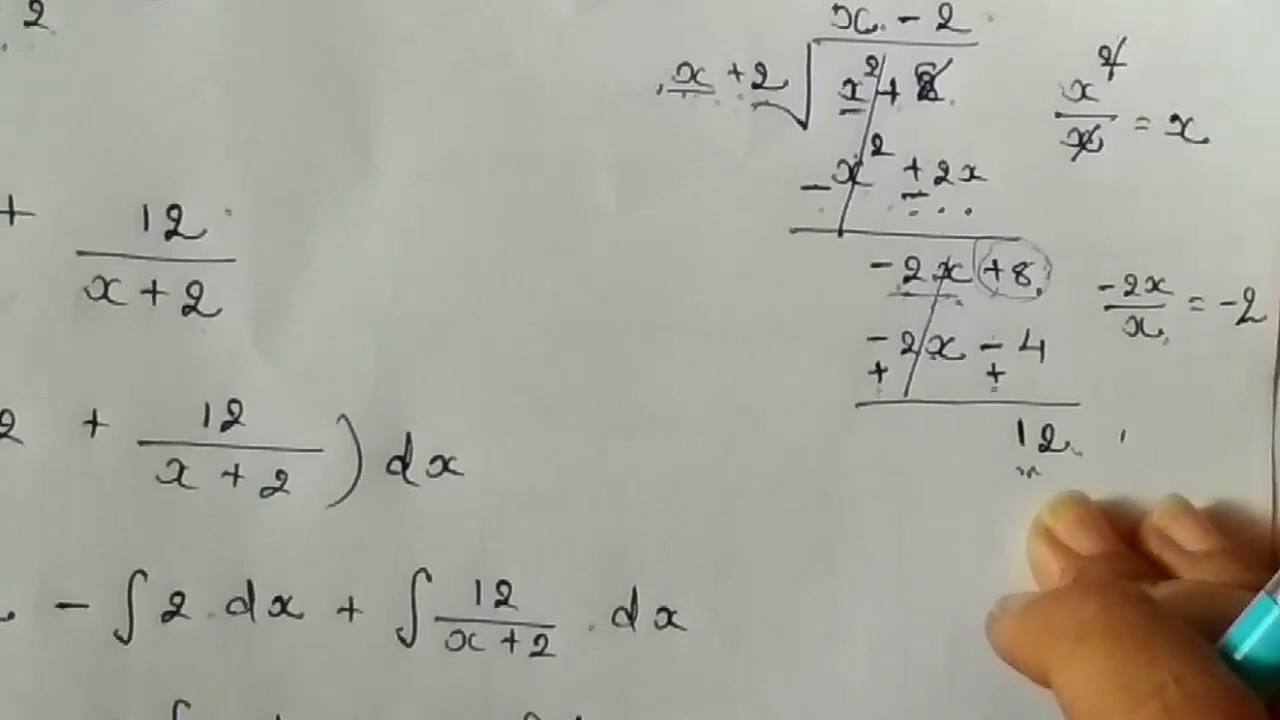 2
+ 12/(x+2)
2 + 12/(x+2) ) dx
- ∫ 2 . dx + ∫ 12/(x+2) . dx
x - 2
x + 2 √ x² + 8
- x² + 2x
-
- 2x + 8
- 2x - 4
+ +
12
x²/x = x
-2x/x = -2